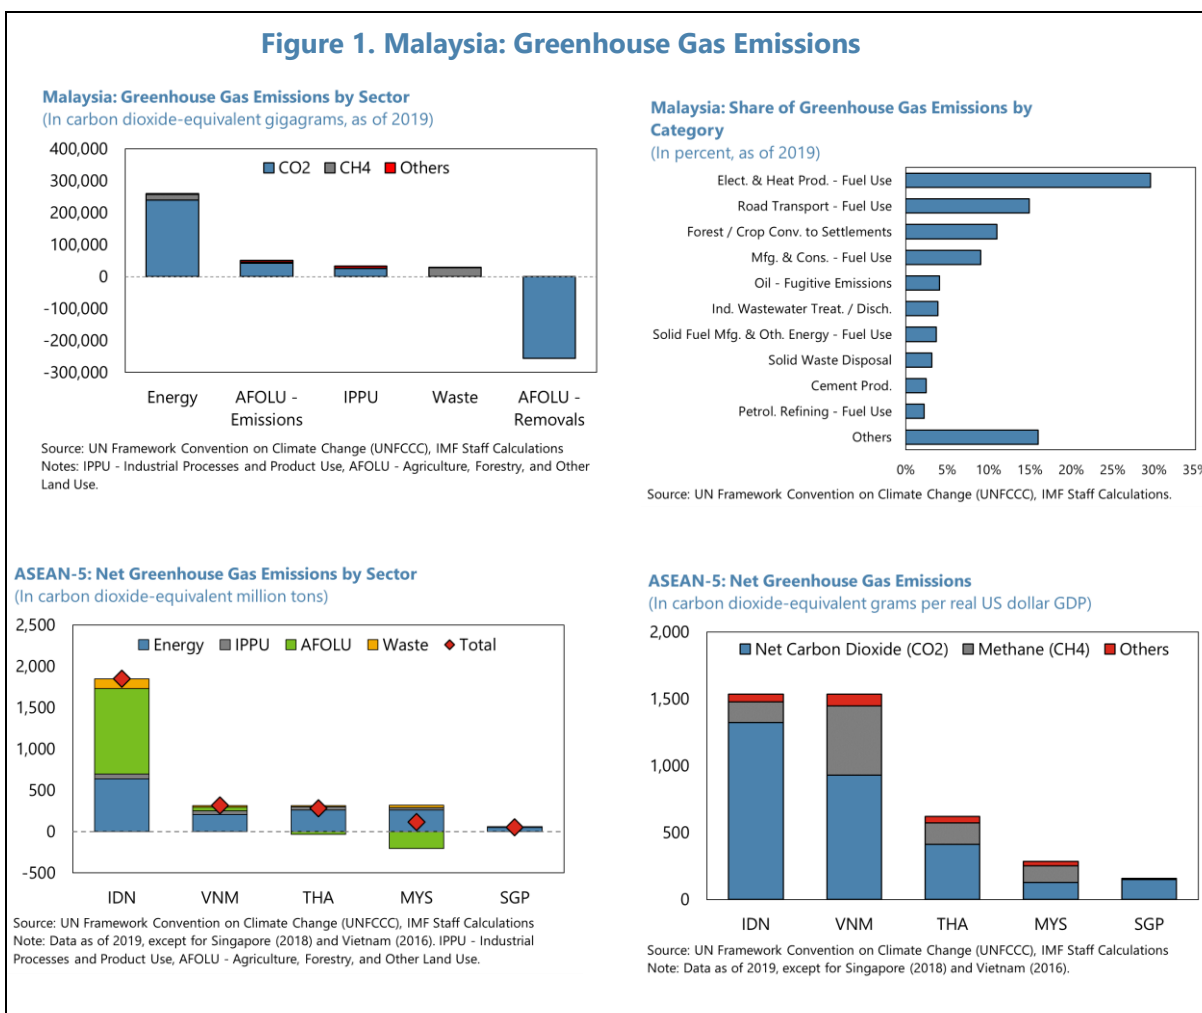 Figure 1. Malaysia: Greenhouse Gas Emissions
Malaysia: Greenhouse Gas Emissions by Sector
(In carbon dioxide-equivalent gigagrams, as of 2019)
400,000
300,000
200,000
100,000
0
-100,000
-200,000
-300,000
CO2 CH4 Others
Energy AFOLU - IPPU Waste AFOLU -
Emissions Removals
Source: UN Framework Convention on Climate Change (UNFCCC), IMF Staff Calculations
Notes: IPPU - Industrial Processes and Product Use, AFOLU - Agriculture, Forestry, and Other
Land Use.
Malaysia: Share of Greenhouse Gas Emissions by
Category
(In percent, as of 2019)
Elect. & Heat Prod. - Fuel Use
Road Transport - Fuel Use
Forest / Crop Conv. to Settlements
Mfg. & Cons. - Fuel Use
Oil - Fugitive Emissions
Ind. Wastewater Treat. / Disch.
Solid Fuel Mfg. & Oth. Energy - Fuel Use
Solid Waste Disposal
Cement Prod.
Petrol. Refining - Fuel Use
Others
0% 5% 10% 15% 20% 25% 30% 35%
Source: UN Framework Convention on Climate Change (UNFCCC), IMF Staff Calculations.
ASEAN-5: Net Greenhouse Gas Emissions by Sector
(In carbon dioxide-equivalent million tons)
2,500
2,000
1,500
1,000
500
0
-500
Energy IPPU AFOLU Waste Total
IDN VNM THA MYS SGP
Source: UN Framework Convention on Climate Change (UNFCCC), IMF Staff Calculations
Note: Data as of 2019, except for Singapore (2018) and Vietnam (2016). IPPU - Industrial
Processes and Product Use, AFOLU - Agriculture, Forestry, and Other Land Use.
ASEAN-5: Net Greenhouse Gas Emissions
(In carbon dioxide-equivalent grams per real US dollar GDP)
2,000
1,500
1,000
500
0
Net Carbon Dioxide (CO2) Methane (CH4) Others
IDN VNM THA MYS SGP
Source: UN Framework Convention on Climate Change (UNFCCC), IMF Staff Calculations
Note: Data as of 2019, except for Singapore (2018) and Vietnam (2016).